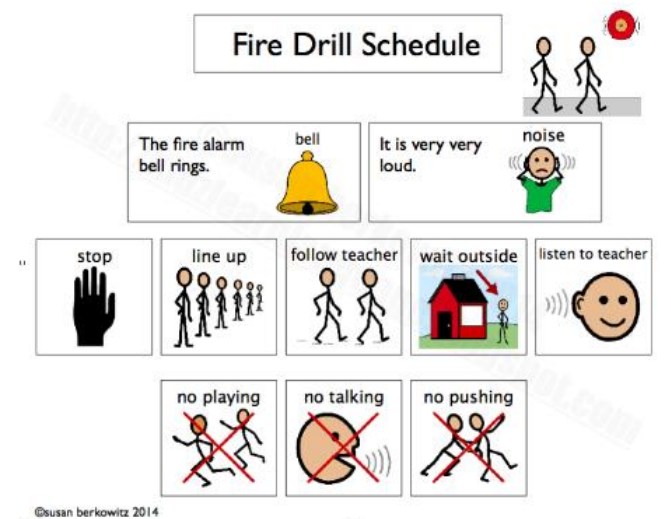 Fire Drill Schedule
The fire alarm
bell rings.
bell
It is very very
loud.
noise
stop
line up
follow teacher
wait outside
listen to teacher
no playing
no talking
no pushing
©susan berkowitz 2014